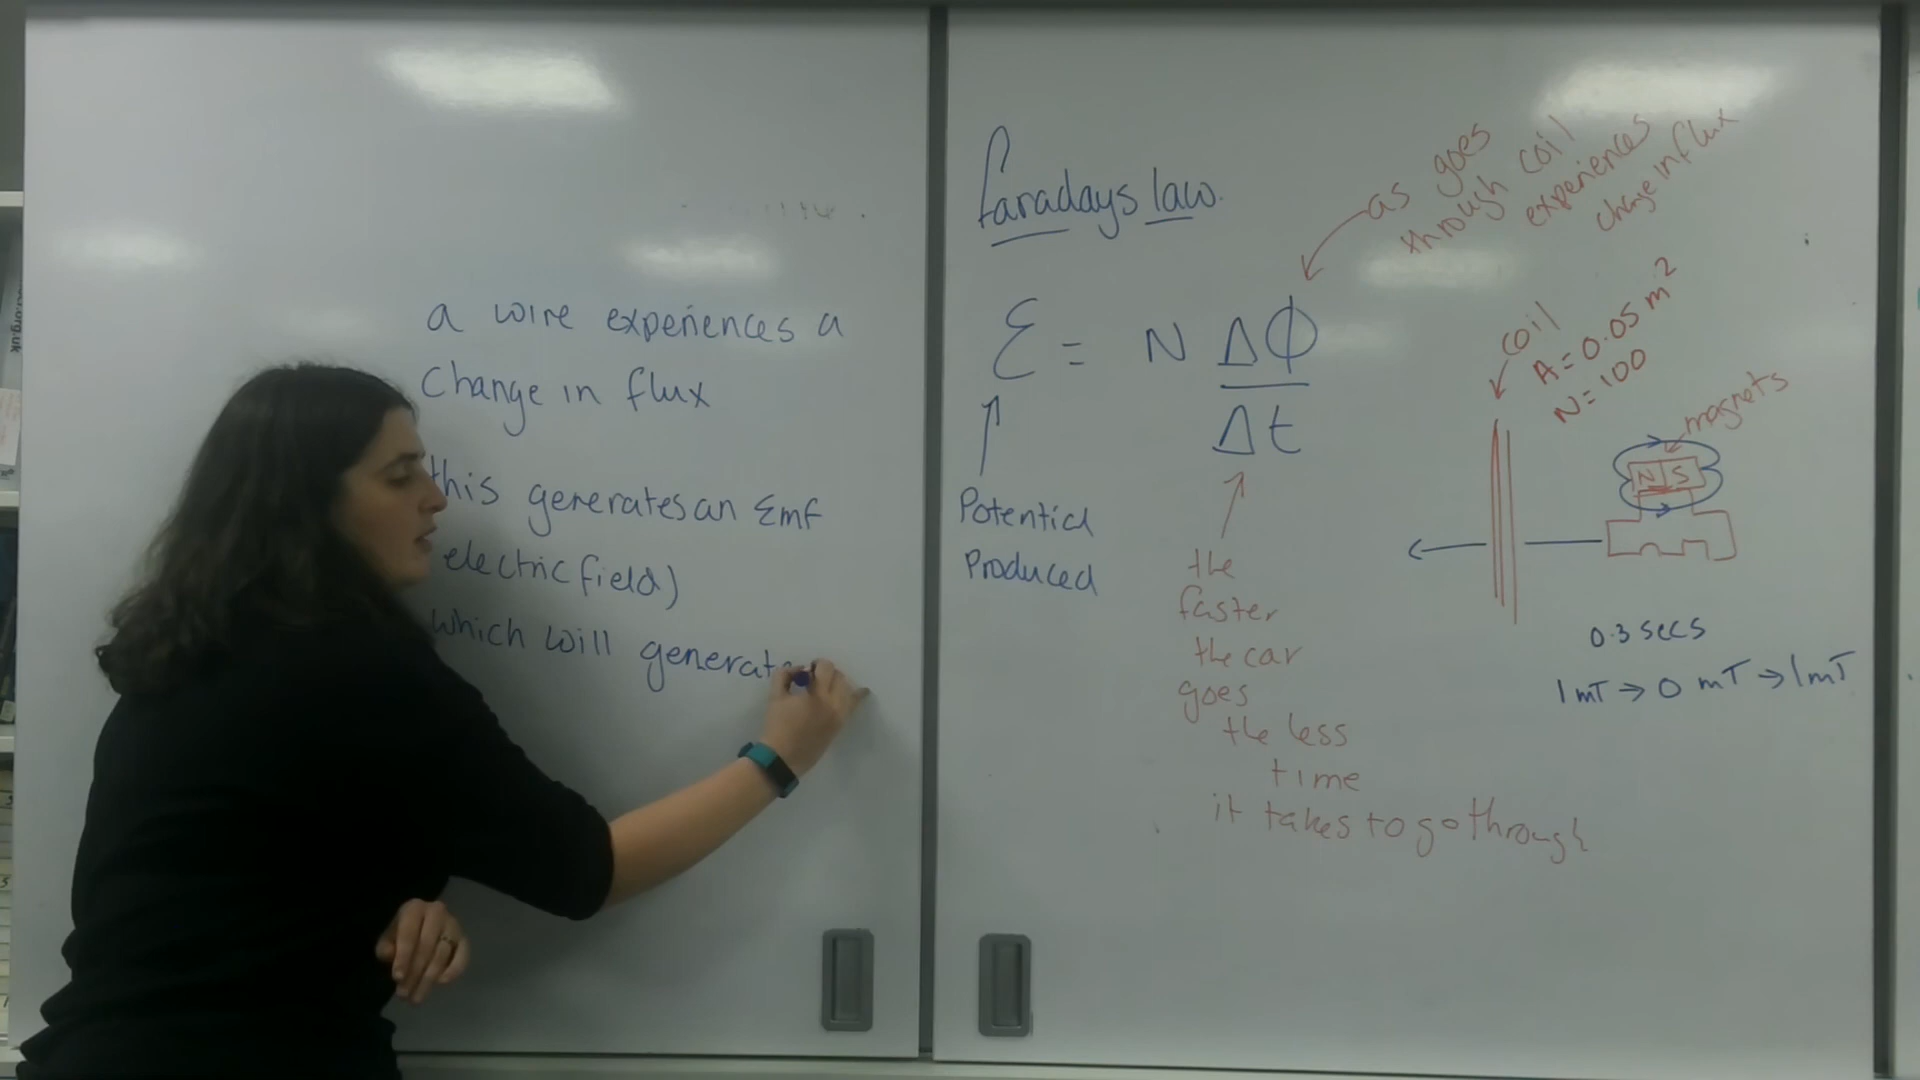 a wire experiences a
Change in flux
this generates an Emf
electric field)
which will generate
Faradays law.
as goes
through coil
experiences
change in flux
Ɛ = N ΔΦ
Δt
Potential
Produced
the
faster
the car
goes
the less
time
it takes to go through
coil
A = 0.05 m²
N = 100
magnets
N S
0.3 secs
1mT → 0 mT → 1mT